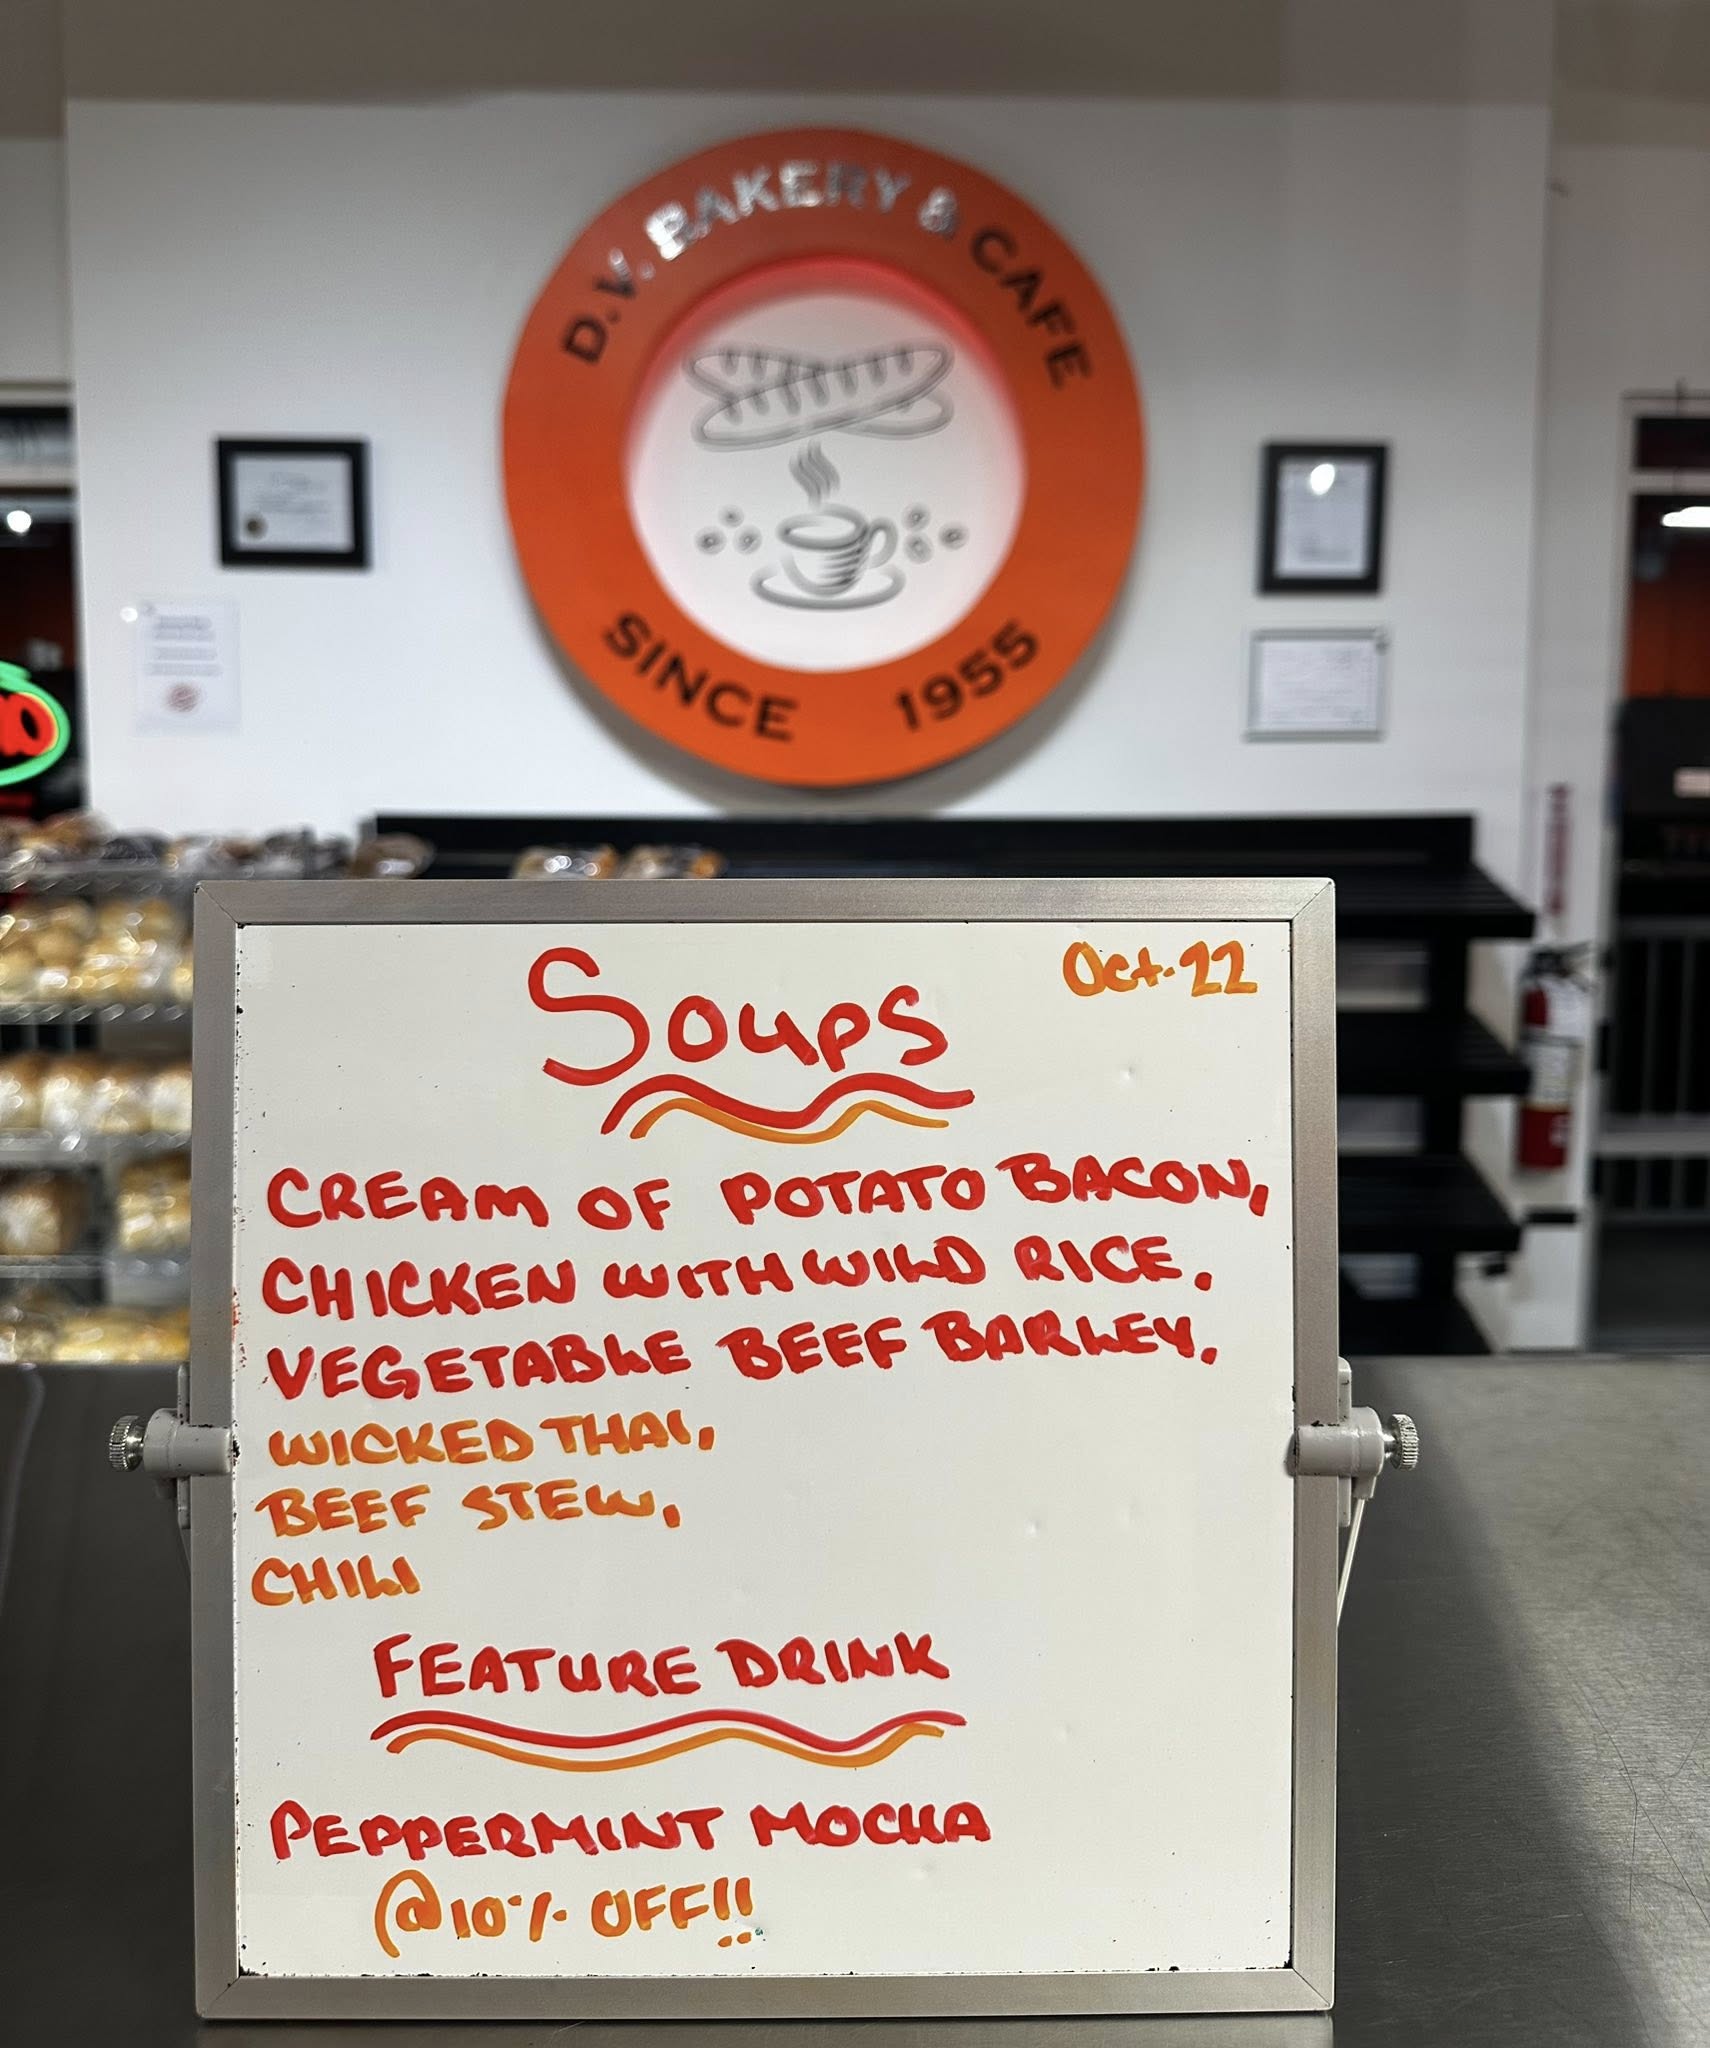 D.V. BAKERY & CAFE
SINCE 1955
Soups
Oct. 22
CREAM OF POTATO BACON,
CHICKEN WITH WILD RICE,
VEGETABLE BEEF BARLEY,
WICKED THAI,
BEEF STEW,
CHILI
FEATURE DRINK
PEPPERMINT MOCHA
@10% OFF!!